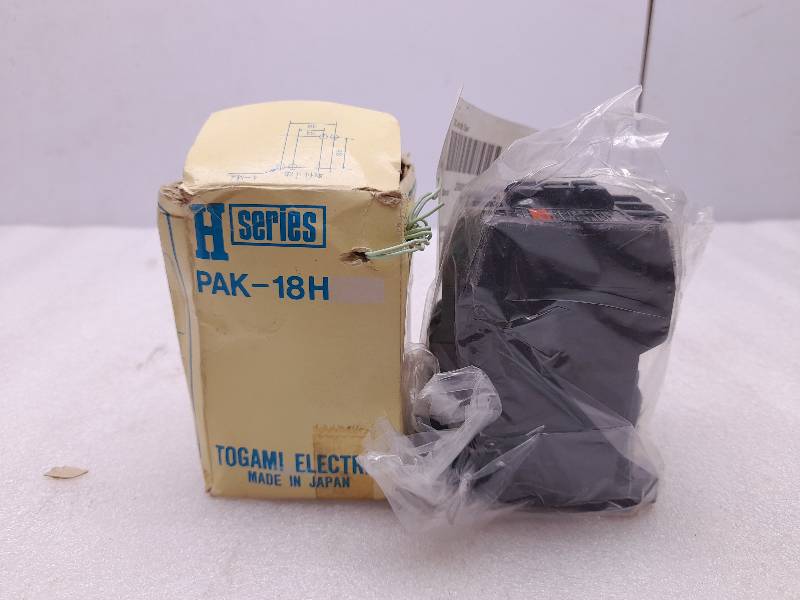 H series
PAK-18H
TOGAMI ELECTR
MADE IN JAPAN